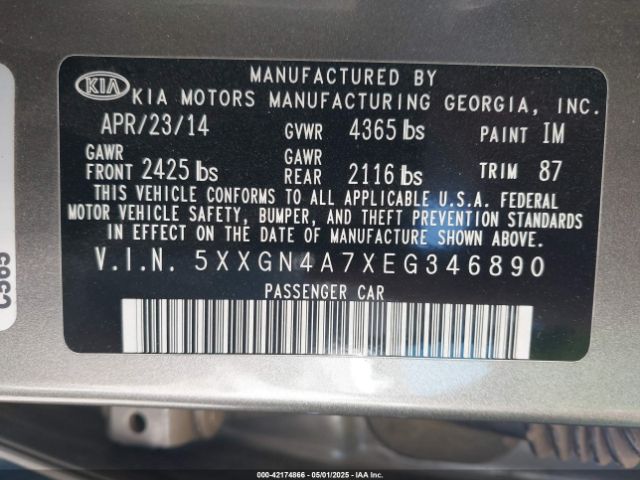 MANUFACTURED BY
KIA
KIA MOTORS MANUFACTURING GEORGIA, INC.
APR/23/14 GVWR 4365 lbs PAINT IM
GAWR FRONT 2425 lbs GAWR REAR 2116 lbs TRIM 87
THIS VEHICLE CONFORMS TO ALL APPLICABLE U.S.A. FEDERAL
MOTOR VEHICLE SAFETY, BUMPER, AND THEFT PREVENTION STANDARDS
IN EFFECT ON THE DATE OF MANUFACTURE SHOWN ABOVE.
V.I.N. 5XXGN4A7XEG346890
PASSENGER CAR
000-42174866 - 05/01/2025 - IAA Inc.